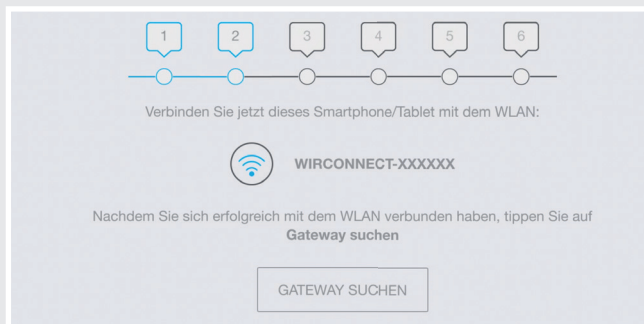 1 2 3 4 5 6
Verbinden Sie jetzt dieses Smartphone/Tablet mit dem WLAN:
WIRCONNECT-XXXXXX
Nachdem Sie sich erfolgreich mit dem WLAN verbunden haben, tippen Sie auf
Gateway suchen
GATEWAY SUCHEN